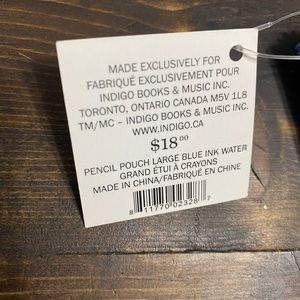 MADE EXCLUSIVELY FOR
FABRIQUÉ EXCLUSIVEMENT POUR
INDIGO BOOKS & MUSIC INC.
TORONTO, ONTARIO CANADA M5V 1L8
TM/MC – INDIGO BOOKS & MUSIC INC.
WWW.INDIGO.CA
$18⁰⁰
PENCIL POUCH LARGE BLUE INK WATER
GRAND ÉTUI À CRAYONS
MADE IN CHINA/FABRIQUÉ EN CHINE
8 11770 02328 7